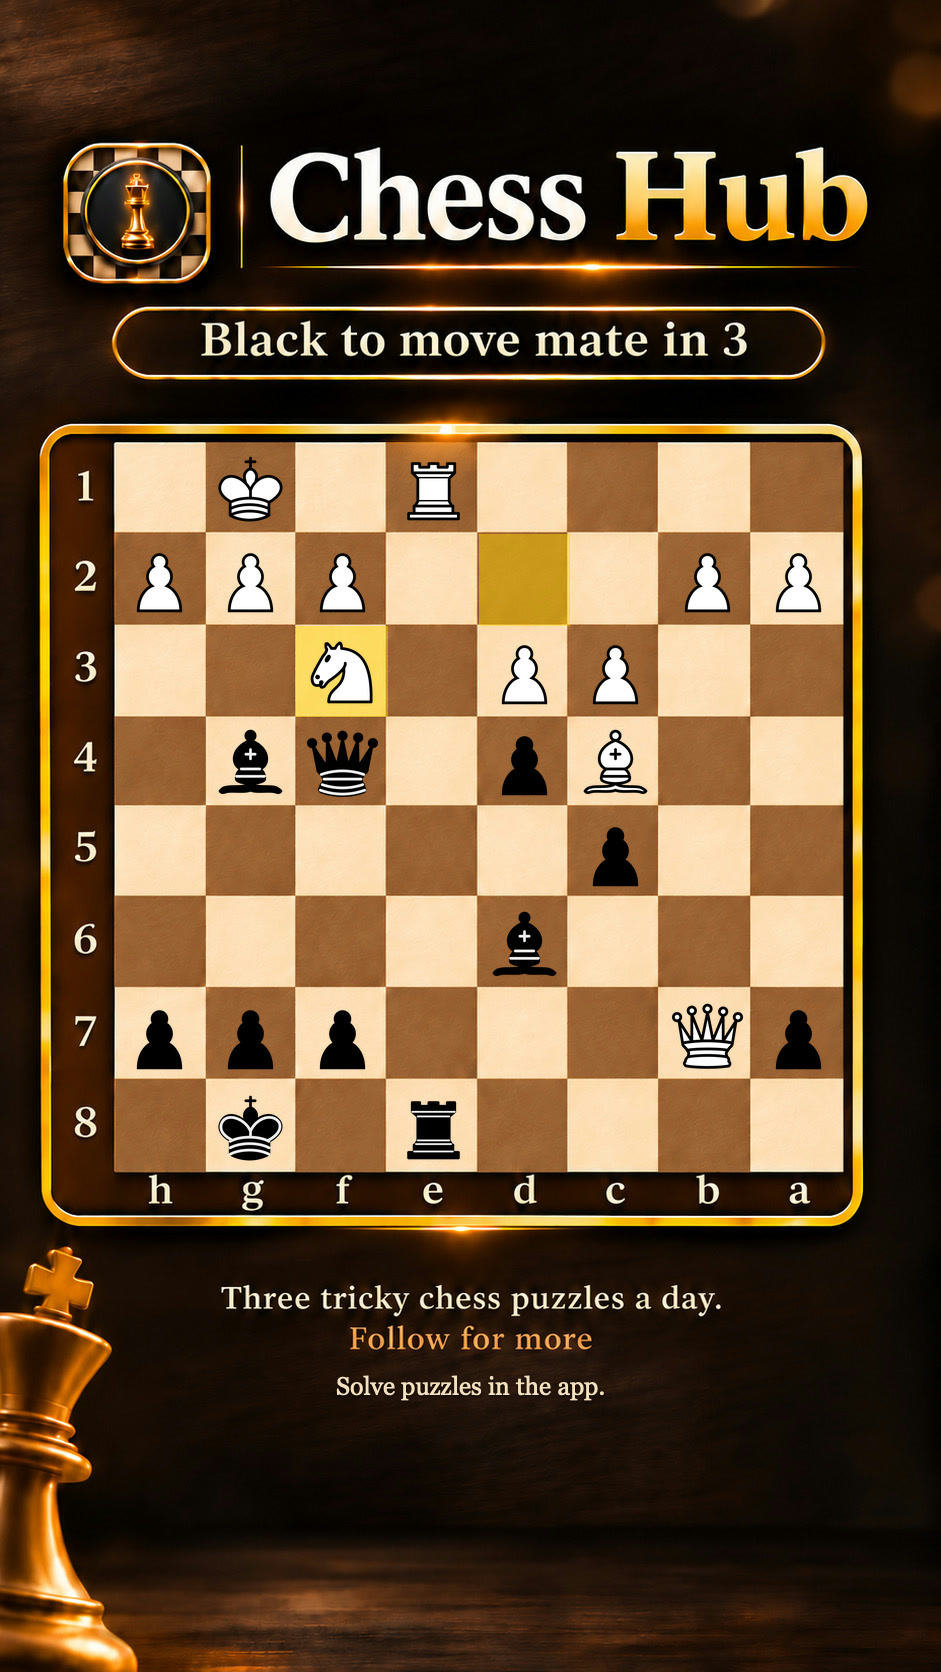 Chess Hub
Black to move mate in 3
1
2
3
4
5
6
7
8
h g f e d c b a
Three tricky chess puzzles a day.
Follow for more
Solve puzzles in the app.